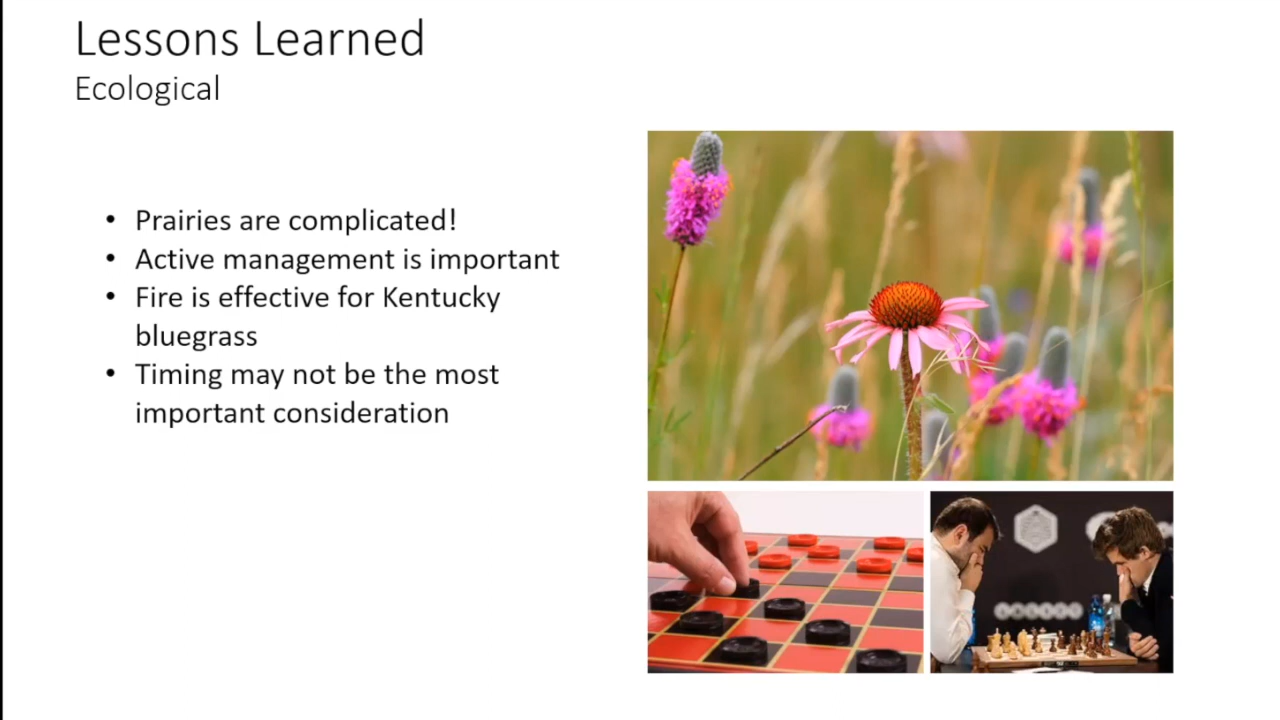 Lessons Learned
Ecological
• Prairies are complicated!
• Active management is important
• Fire is effective for Kentucky
bluegrass
• Timing may not be the most
important consideration